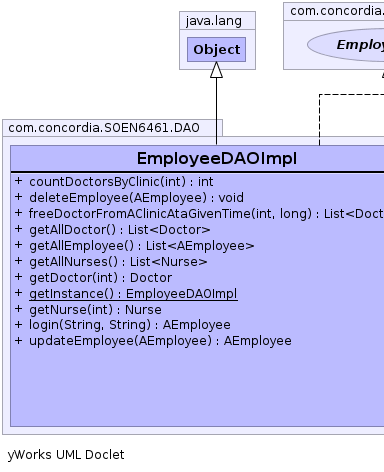 java.lang
com.concordia.
Object
Employ
com.concordia.SOEN6461.DAO
EmployeeDAOImpl
+ countDoctorsByClinic(int) : int
+ deleteEmployee(AEmployee) : void
+ freeDoctorFromAClinicAtaGivenTime(int, long) : List<Doct
+ getAllDoctor() : List<Doctor>
+ getAllEmployee() : List<AEmployee>
+ getAllNurses() : List<Nurse>
+ getDoctor(int) : Doctor
+ getInstance() : EmployeeDAOImpl
+ getNurse(int) : Nurse
+ login(String, String) : AEmployee
+ updateEmployee(AEmployee) : AEmployee
yWorks UML Doclet